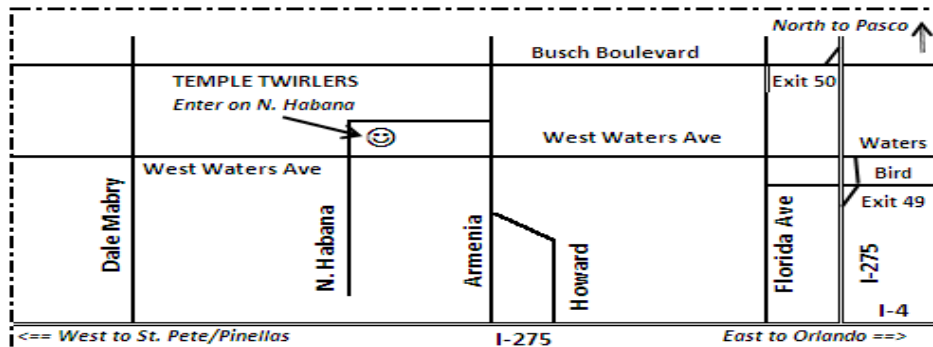 North to Pasco
Busch Boulevard
TEMPLE TWIRLERS
Enter on N. Habana
Exit 50
West Waters Ave
Waters
West Waters Ave
Bird
Exit 49
Dale Mabry
N. Habana
Armenia
Howard
Florida Ave
I-275
I-4
<== West to St. Pete/Pinellas
I-275
East to Orlando ==>